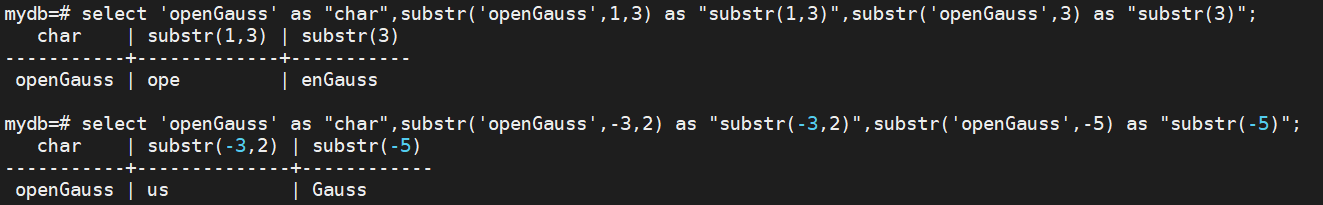 mydb=# select 'openGauss' as "char",substr('openGauss',1,3) as "substr(1,3)",substr('openGauss',3) as "substr(3)";
   char    | substr(1,3) | substr(3)
-----------+-------------+-----------
 openGauss | ope         | enGauss
mydb=# select 'openGauss' as "char",substr('openGauss',-3,2) as "substr(-3,2)",substr('openGauss',-5) as "substr(-5)";
   char    | substr(-3,2) | substr(-5)
-----------+--------------+------------
 openGauss | us           | Gauss